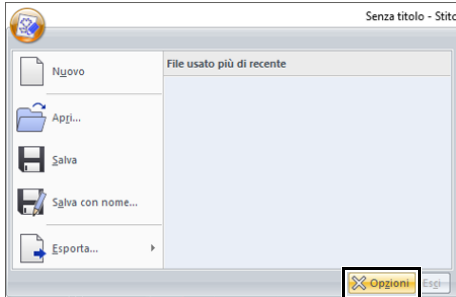 Senza titolo - Stitc
Nuovo
File usato più di recente
Apri...
Salva
Salva con nome...
Esporta...
Opzioni
Esci